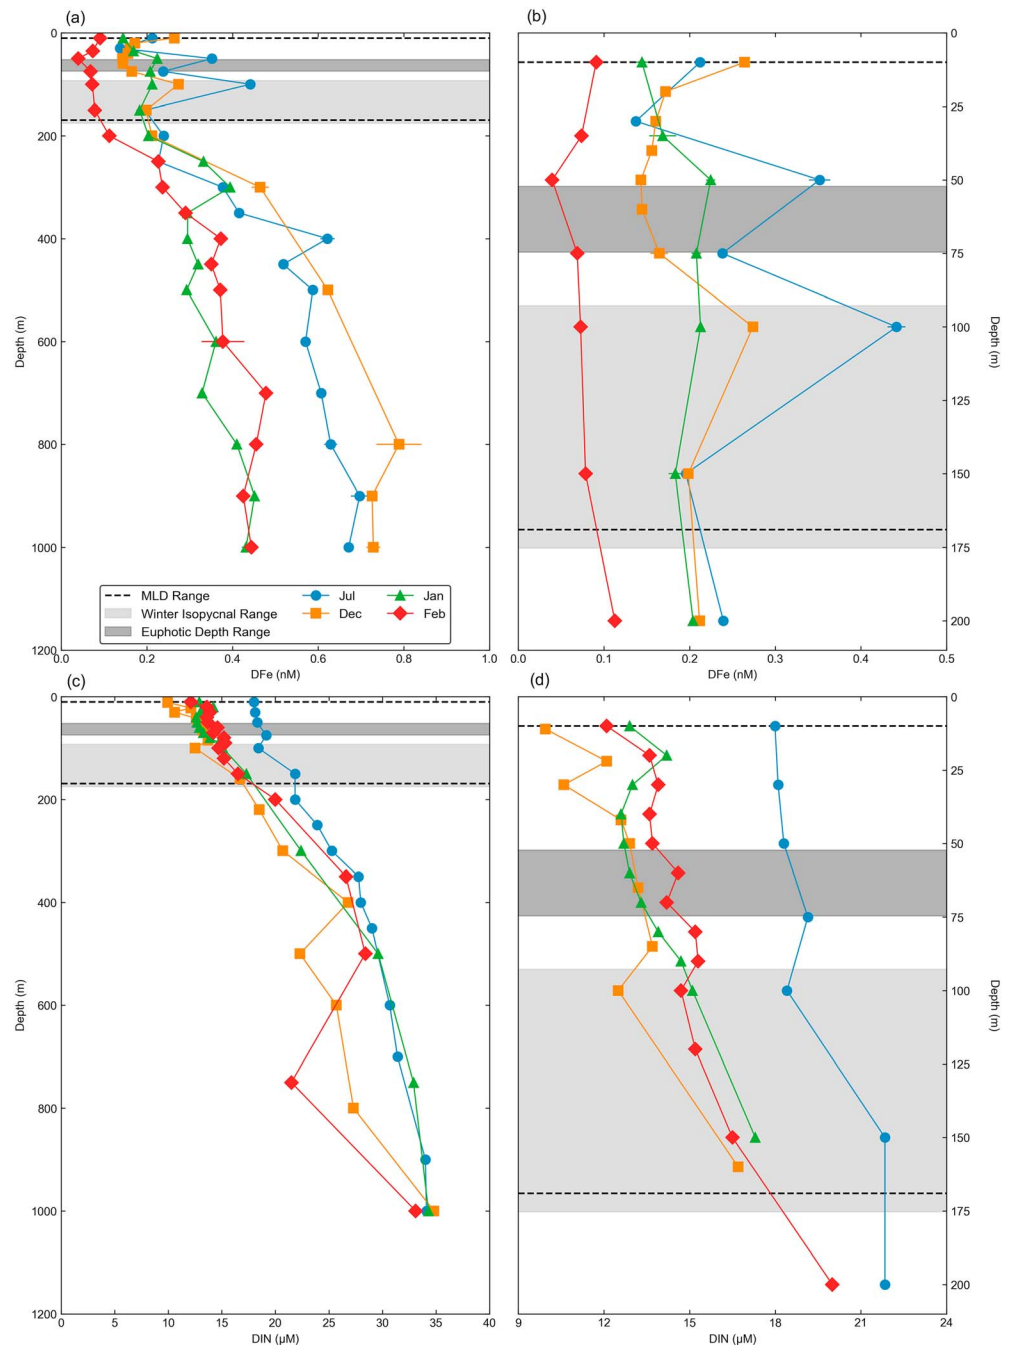 (a)
0
200
400
600
800
1000
1200
Depth (m)
0.0 0.2 0.4 0.6 0.8 1.0
DFe (nM)
MLD Range
Winter Isopycnal Range
Euphotic Depth Range
Jul
Dec
Jan
Feb
(b)
0
25
50
75
100
125
150
175
200
Depth (m)
0.0 0.1 0.2 0.3 0.4 0.5
DFe (nM)
(c)
0
200
400
600
800
1000
1200
Depth (m)
0 5 10 15 20 25 30 35 40
DIN (µM)
(d)
0
25
50
75
100
125
150
175
200
Depth (m)
9 12 15 18 21 24
DIN (µM)